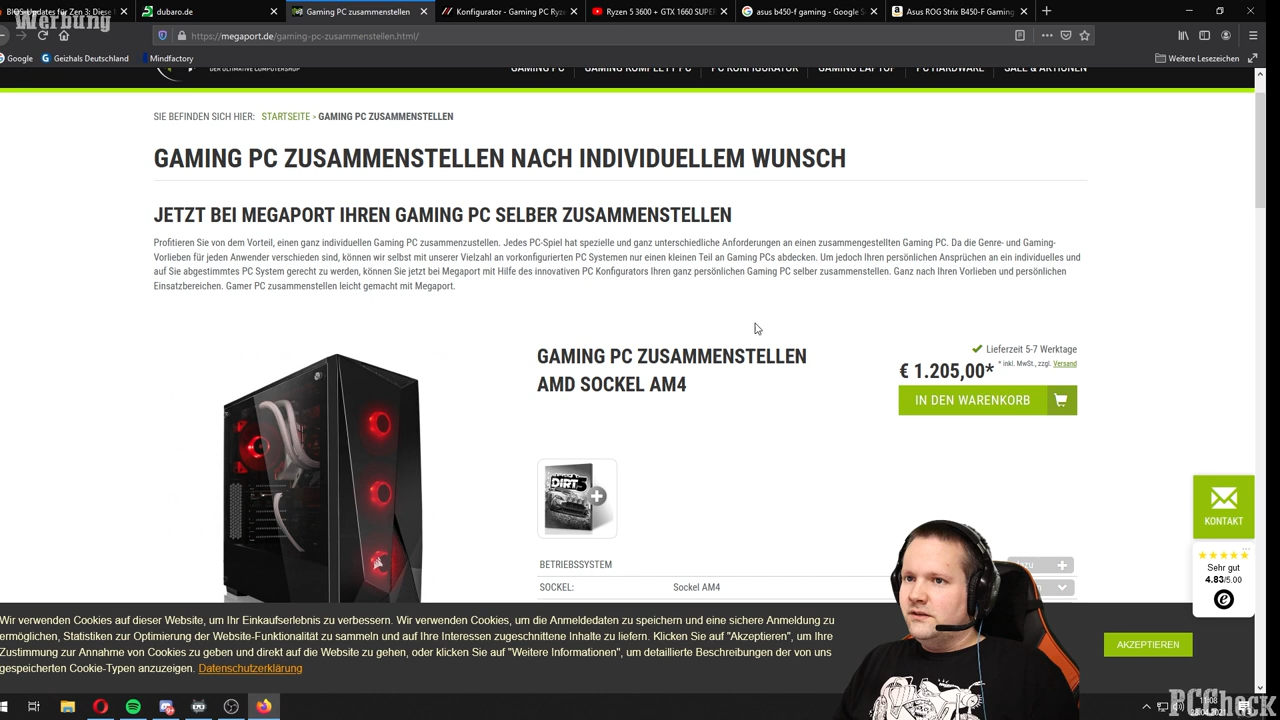 BIOS-Updates für Zen 3: Diese
dubaro.de
Gaming PC zusammenstellen
Konfigurator - Gaming PC Ryze
Ryzen 5 3600 + GTX 1660 SUPER
asus b450-f gaming - Google S
Asus ROG Strix B450-F Gaming
Werbung
https://megaport.de/gaming-pc-zusammenstellen.html/
Google
Geizhals Deutschland
Mindfactory
Weitere Lesezeichen
DER ULTIMATIVE COMPUTERSHOP
GAMING PC
GAMING KOMPLETT PC
PC KONFIGURATOR
GAMING LAPTOP
PC HARDWARE
SALE & AKTIONEN
SIE BEFINDEN SICH HIER: STARTSEITE > GAMING PC ZUSAMMENSTELLEN
GAMING PC ZUSAMMENSTELLEN NACH INDIVIDUELLEM WUNSCH
JETZT BEI MEGAPORT IHREN GAMING PC SELBER ZUSAMMENSTELLEN
Profitieren Sie von dem Vorteil, einen ganz individuellen Gaming PC zusammenzustellen. Jedes PC-Spiel hat spezielle und ganz unterschiedliche Anforderungen an einen zusammengestellten Gaming PC. Da die Genre- und Gaming-
Vorlieben für jeden Anwender verschieden sind, können wir selbst mit unserer Vielzahl an vorkonfigurierten PC Systemen nur einen kleinen Teil an Gaming PCs abdecken. Um jedoch Ihren persönlichen Ansprüchen an ein individuelles und
auf Sie abgestimmtes PC System gerecht zu werden, können Sie jetzt bei Megaport mit Hilfe des innovativen PC Konfigurators Ihren ganz persönlichen Gaming PC selber zusammenstellen. Ganz nach Ihren Vorlieben und persönlichen
Einsatzbereichen. Gamer PC zusammenstellen leicht gemacht mit Megaport.
GAMING PC ZUSAMMENSTELLEN
AMD SOCKEL AM4
Lieferzeit 5-7 Werktage
€ 1.205,00* * inkl. MwSt., zzgl. Versand
IN DEN WARENKORB
DIRT5
KONTAKT
Sehr gut
4.83/5.00
BETRIEBSSYSTEM
SOCKEL: Sockel AM4
Wir verwenden Cookies auf dieser Website, um Ihr Einkaufserlebnis zu verbessern. Wir verwenden Cookies, um die Anmeldedaten zu speichern und eine sichere Anmeldung zu
ermöglichen, Statistiken zur Optimierung der Website-Funktionalität zu sammeln und auf Ihre Interessen zugeschnittene Inhalte zu liefern. Klicken Sie auf "Akzeptieren", um Ihre
Zustimmung zur Annahme von Cookies zu geben und direkt auf die Website zu gehen, oder klicken Sie auf "Weitere Informationen", um detaillierte Beschreibungen der von uns
gespeicherten Cookie-Typen anzuzeigen. Datenschutzerklärung
AKZEPTIEREN
11:08
PCCheck